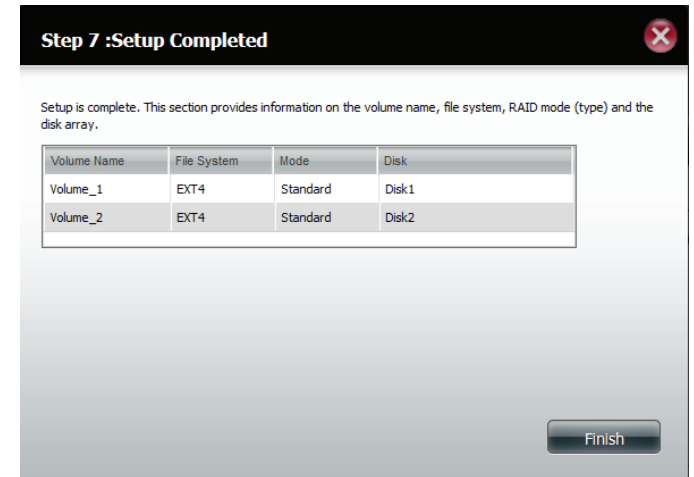 Step 7 :Setup Completed
Setup is complete. This section provides information on the volume name, file system, RAID mode (type) and the
disk array.
Volume Name File System Mode Disk
Volume_1 EXT4 Standard Disk1
Volume_2 EXT4 Standard Disk2
Finish